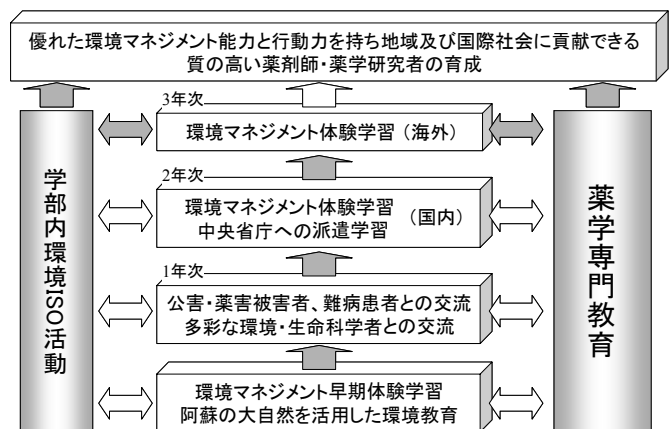 優れた環境マネジメント能力と行動力を持ち地域及び国際社会に貢献できる
質の高い薬剤師・薬学研究者の育成
3年次
環境マネジメント体験学習(海外)
2年次
環境マネジメント体験学習
中央省庁への派遣学習
(国内)
1年次
公害・薬害被害者、難病患者との交流
多彩な環境・生命科学者との交流
環境マネジメント早期体験学習
阿蘇の大自然を活用した環境教育
学部内環境ISO活動
薬学専門教育